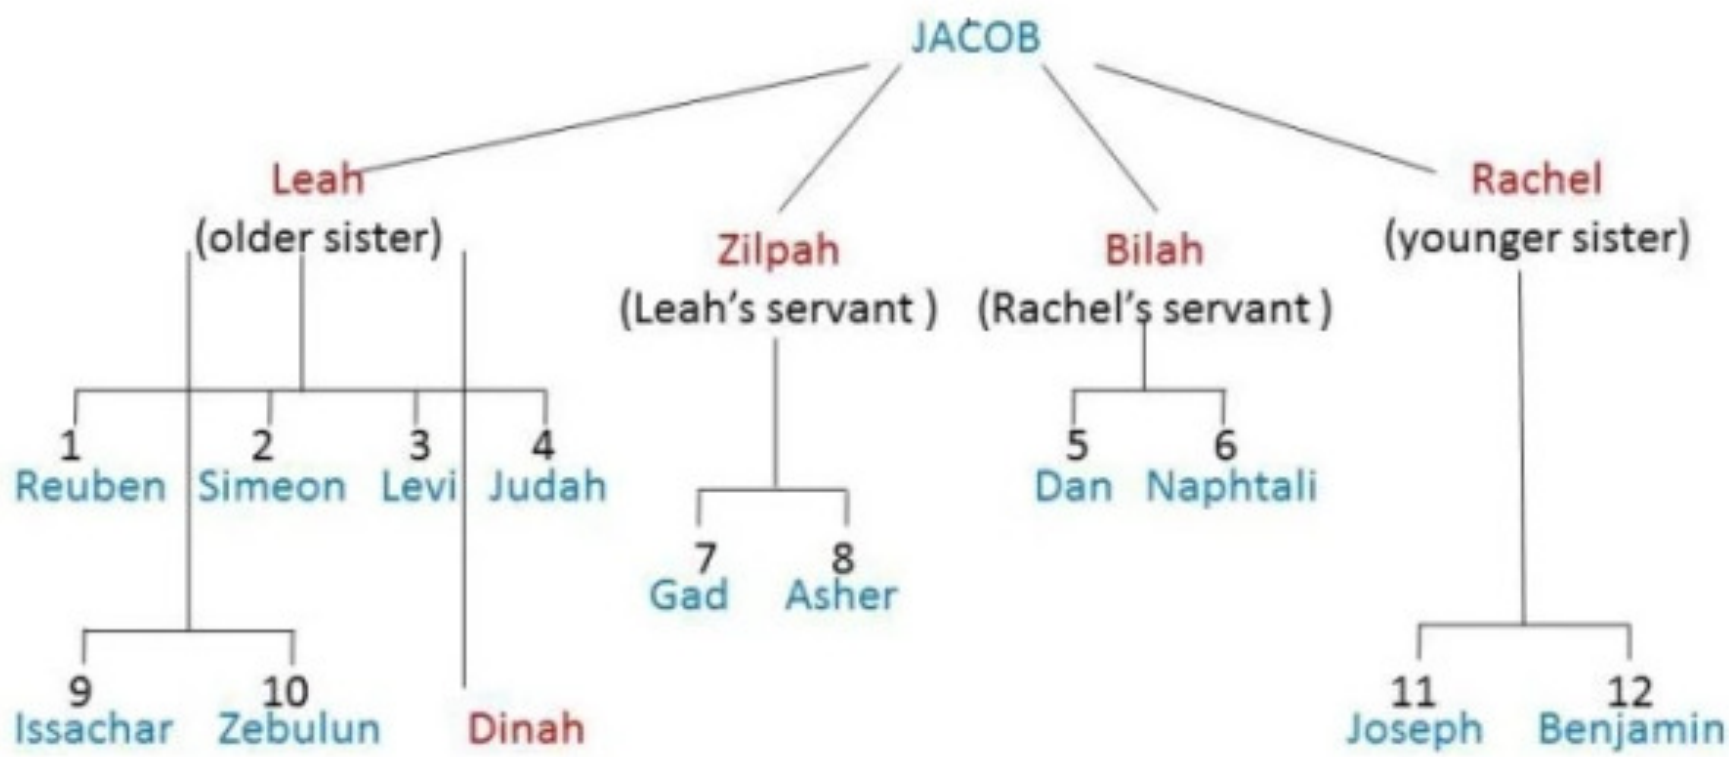 JACOB
Leah
(older sister)
Rachel
(younger sister)
Zilpah
(Leah's servant )
Bilah
(Rachel's servant )
1 2 3 4
Reuben Simeon Levi Judah
5 6
Dan Naphtali
7 8
Gad Asher
9 10
Issachar Zebulun Dinah
11 12
Joseph Benjamin